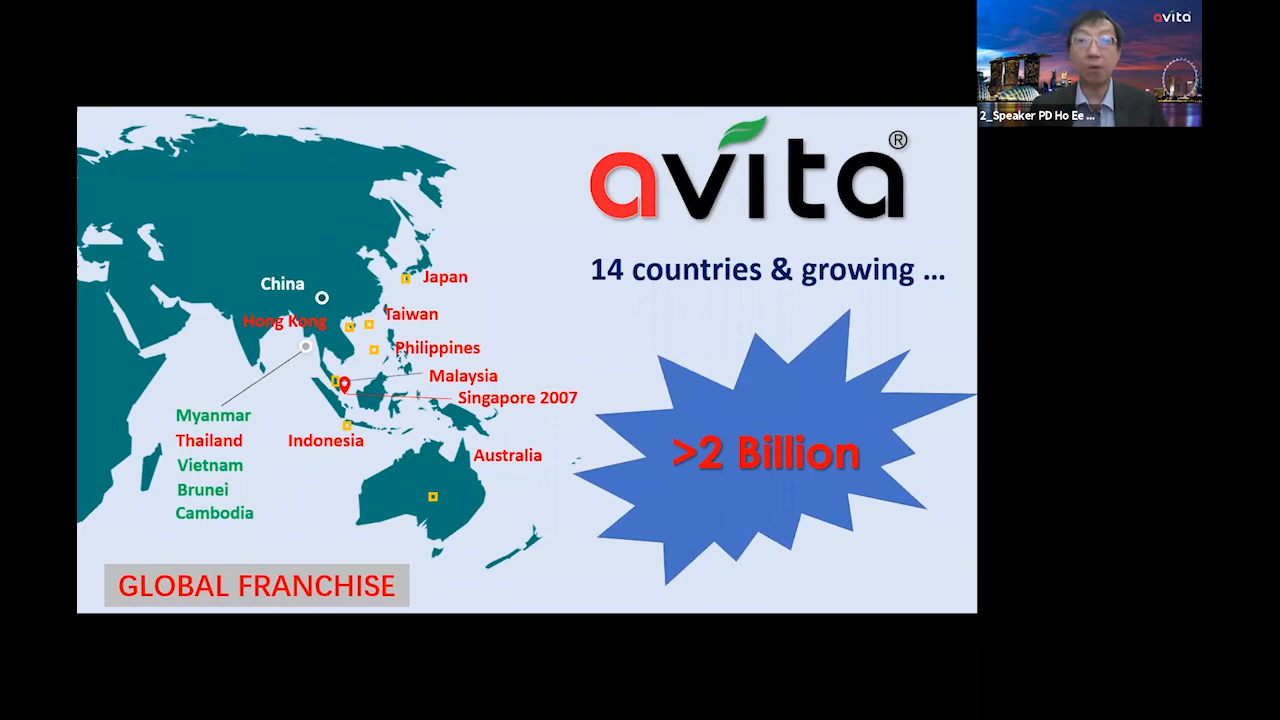 avita
2_Speaker PD Ho Ee ...
avita®
14 countries & growing ...
China
Japan
Hong Kong
Taiwan
Philippines
Malaysia
Singapore 2007
Myanmar
Thailand
Indonesia
Vietnam
Australia
Brunei
Cambodia
>2 Billion
GLOBAL FRANCHISE